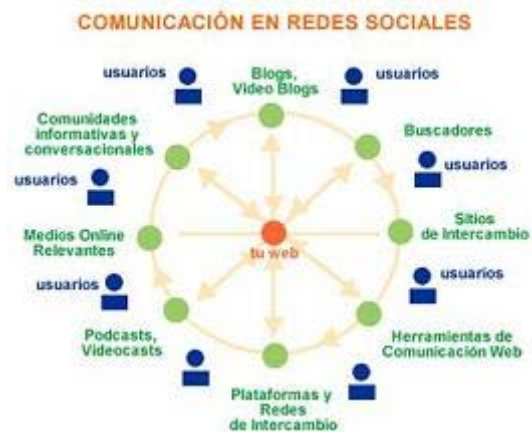 COMUNICACIÓN EN REDES SOCIALES
usuarios
Blogs,
Video Blogs
usuarios
Comunidades
informativas y
conversacionales
Buscadores
usuarios
usuarios
Medios Online
Relevantes
tu web
Sitios
de Intercambio
usuarios
usuarios
Podcasts,
Videocasts
Herramientas de
Comunicación Web
Plataformas y
Redes
de Intercambio